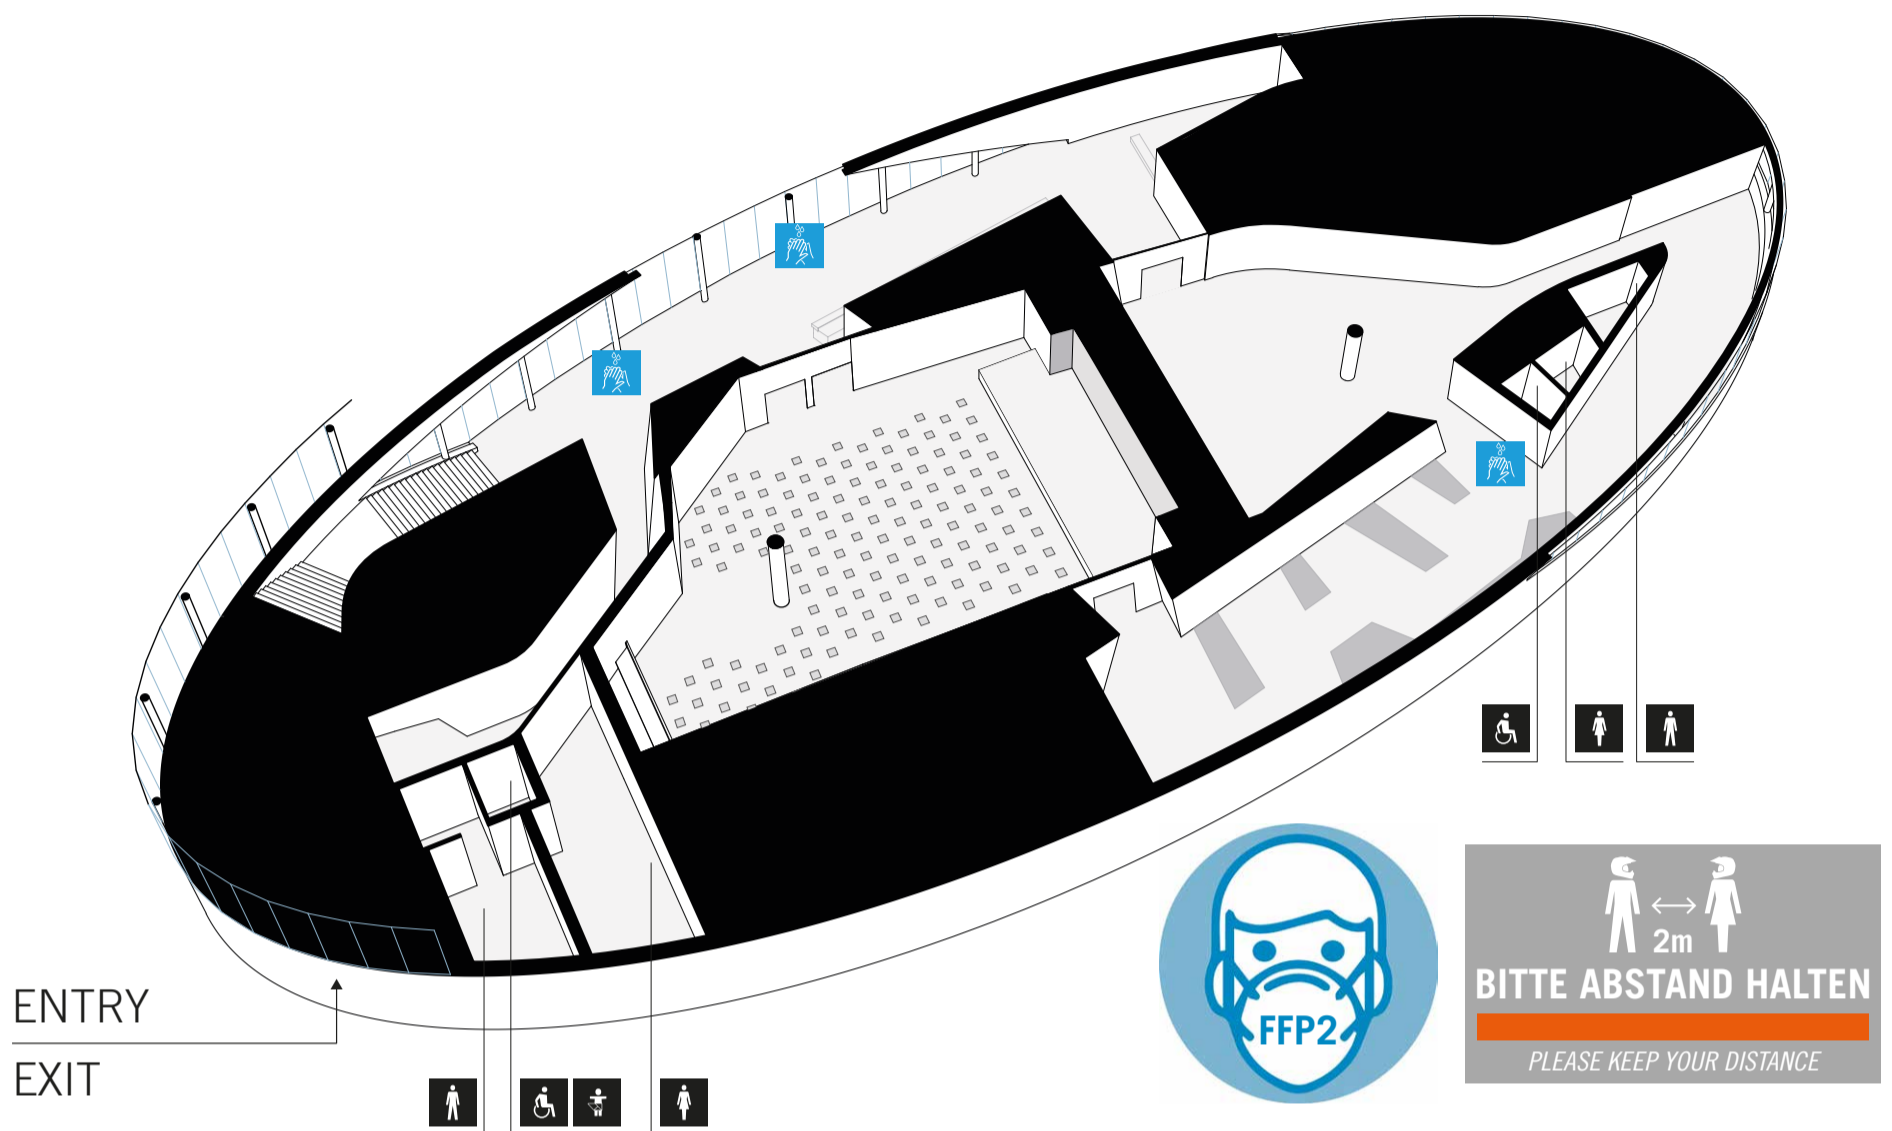 ENTRY
EXIT
FFP2
2m
BITTE ABSTAND HALTEN
PLEASE KEEP YOUR DISTANCE